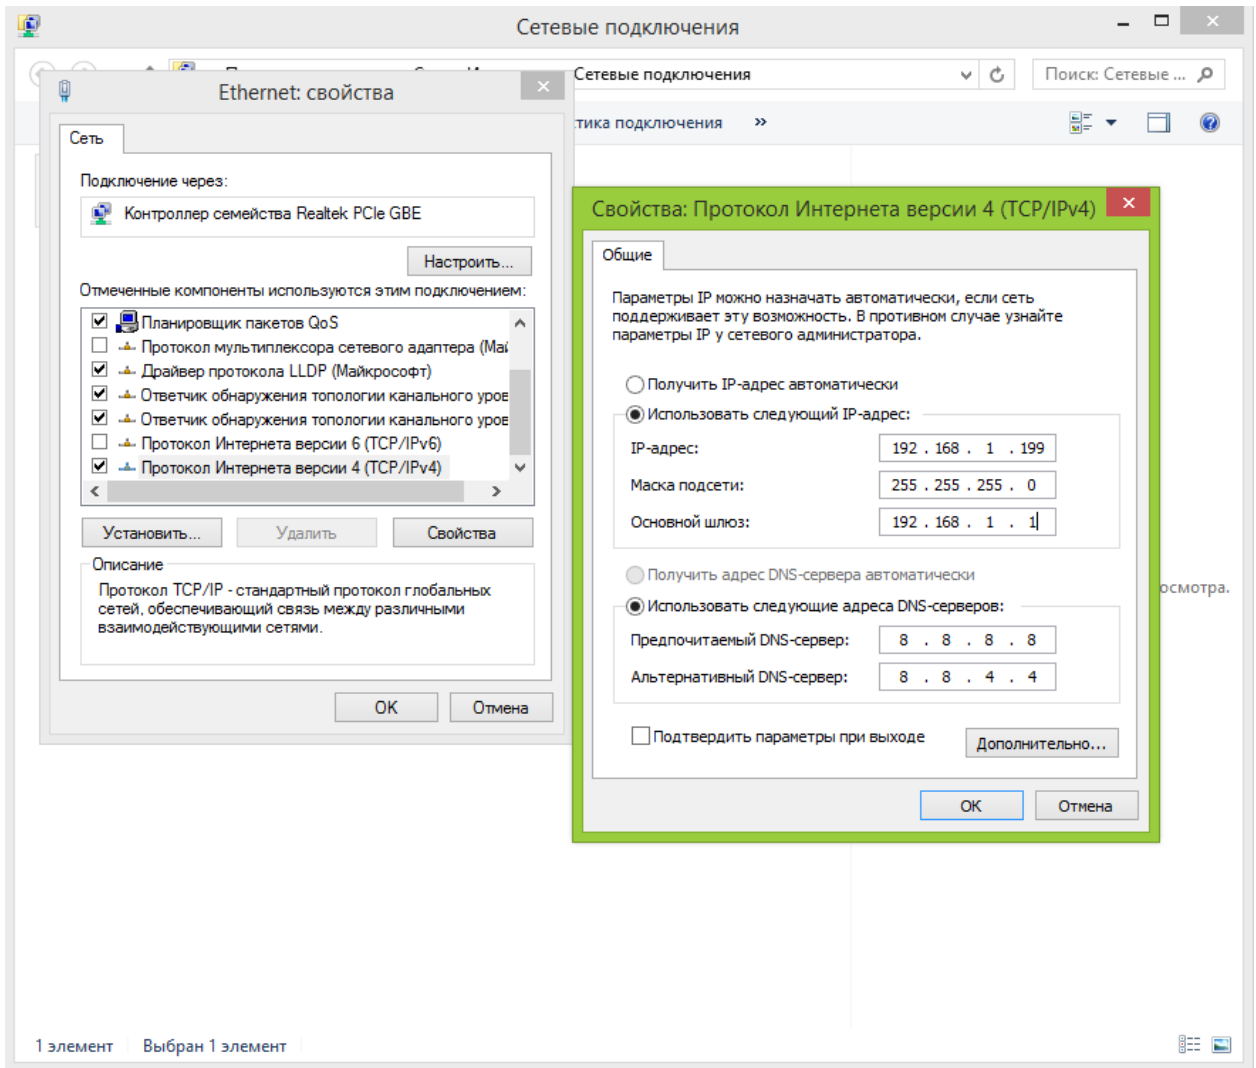 Сетевые подключения
Сетевые подключения
Поиск: Сетевые ...
тика подключения »
Ethernet: свойства
Сеть
Подключение через:
Контроллер семейства Realtek PCIe GBE
Настроить...
Отмеченные компоненты используются этим подключением:
Планировщик пакетов QoS
Протокол мультиплексора сетевого адаптера (Май
Драйвер протокола LLDP (Майкрософт)
Ответчик обнаружения топологии канального уров
Ответчик обнаружения топологии канального уров
Протокол Интернета версии 6 (TCP/IPv6)
Протокол Интернета версии 4 (TCP/IPv4)
Установить...
Удалить
Свойства
Описание
Протокол TCP/IP - стандартный протокол глобальных
сетей, обеспечивающий связь между различными
взаимодействующими сетями.
OK
Отмена
Свойства: Протокол Интернета версии 4 (TCP/IPv4)
Общие
Параметры IP можно назначать автоматически, если сеть
поддерживает эту возможность. В противном случае узнайте
параметры IP у сетевого администратора.
Получить IP-адрес автоматически
Использовать следующий IP-адрес:
IP-адрес: 192 . 168 . 1 . 199
Маска подсети: 255 . 255 . 255 . 0
Основной шлюз: 192 . 168 . 1 . 1
Получить адрес DNS-сервера автоматически
Использовать следующие адреса DNS-серверов:
Предпочитаемый DNS-сервер: 8 . 8 . 8 . 8
Альтернативный DNS-сервер: 8 . 8 . 4 . 4
Подтвердить параметры при выходе
Дополнительно...
OK
Отмена
осмотра.
1 элемент
Выбран 1 элемент